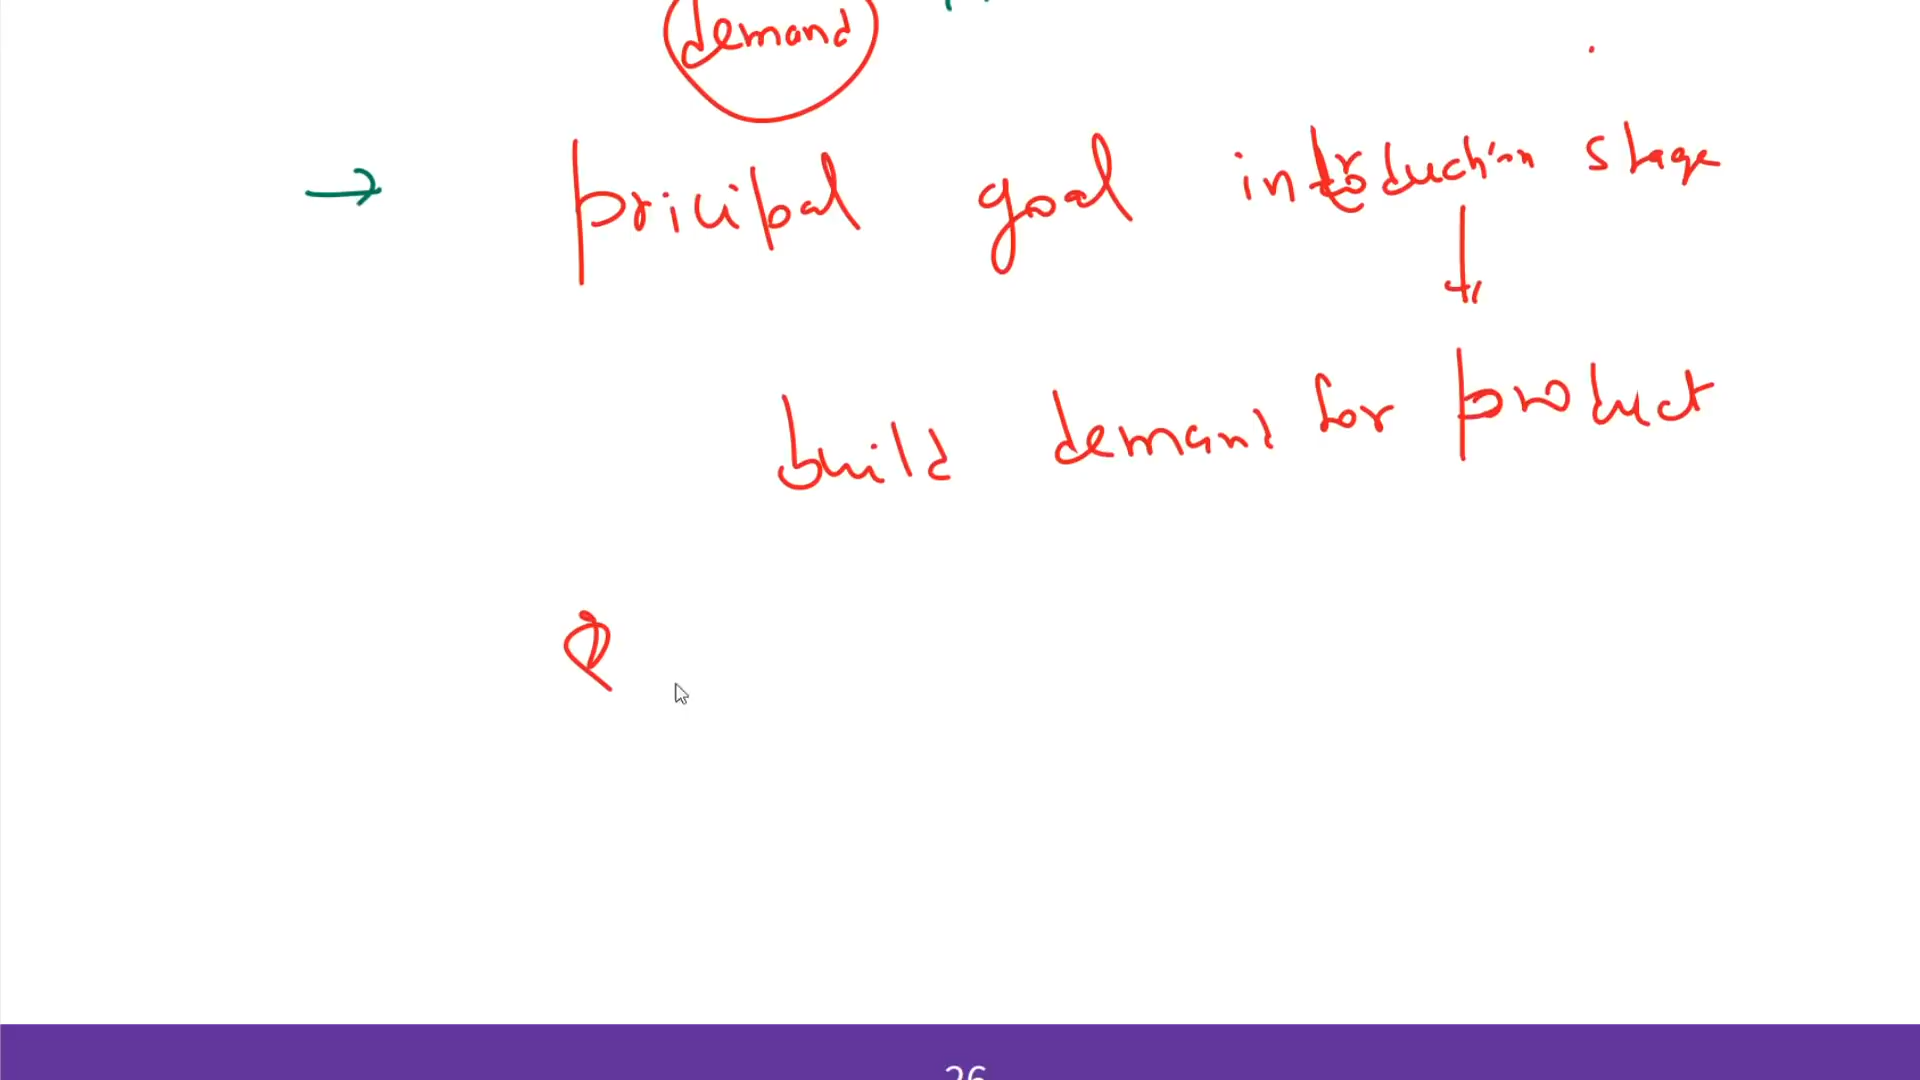 demand
pricipal goal introduction stage
build demand for product
26